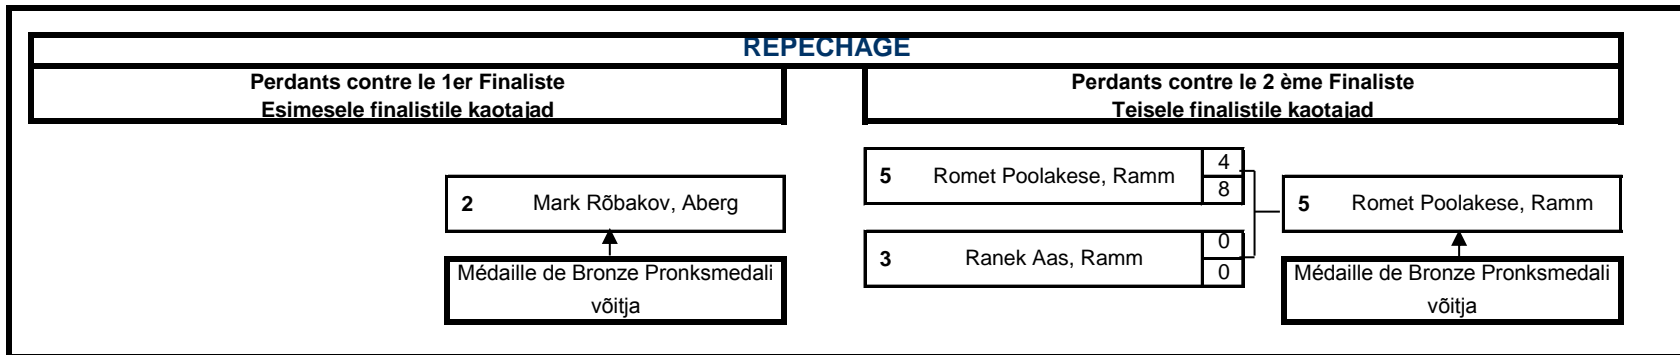 REPECHAGE
Perdants contre le 1er Finaliste
Esimesele finalistile kaotajad
Perdants contre le 2 ème Finaliste
Teisele finalistile kaotajad
2 Mark Rõbakov, Aberg
Médaille de Bronze Pronksmedali
võitja
5 Romet Poolakese, Ramm 4
8
3 Ranek Aas, Ramm 0
0
5 Romet Poolakese, Ramm
Médaille de Bronze Pronksmedali
võitja